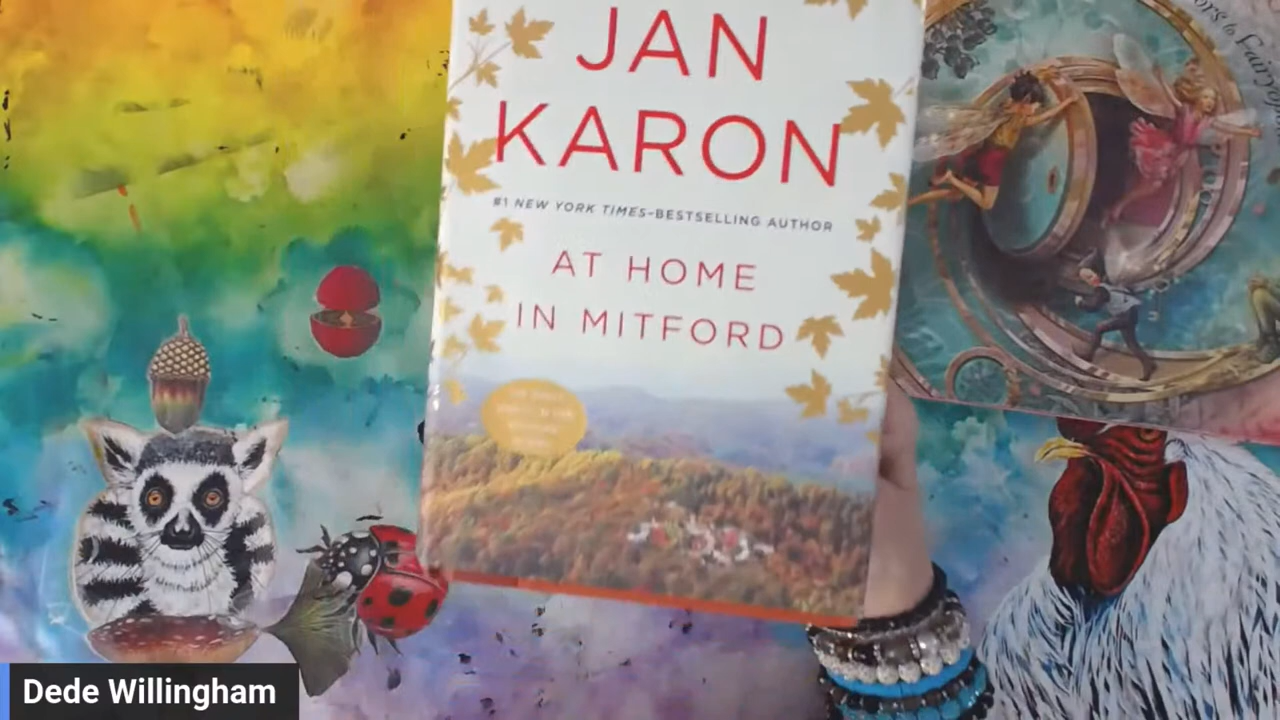 JAN
KARON
#1 NEW YORK TIMES-BESTSELLING AUTHOR
AT HOME
IN MITFORD
Dede Willingham